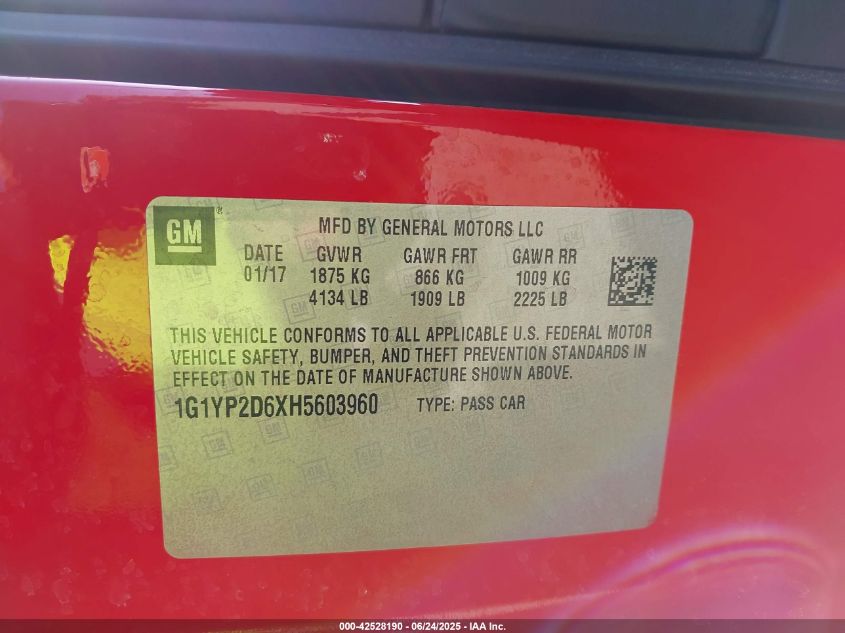 GM
MFD BY GENERAL MOTORS LLC
DATE GVWR GAWR FRT GAWR RR
01/17 1875 KG 866 KG 1009 KG
4134 LB 1909 LB 2225 LB
THIS VEHICLE CONFORMS TO ALL APPLICABLE U.S. FEDERAL MOTOR
VEHICLE SAFETY, BUMPER, AND THEFT PREVENTION STANDARDS IN
EFFECT ON THE DATE OF MANUFACTURE SHOWN ABOVE.
1G1YP2D6XH5603960 TYPE: PASS CAR
000-42528190 - 06/24/2025 - IAA Inc.